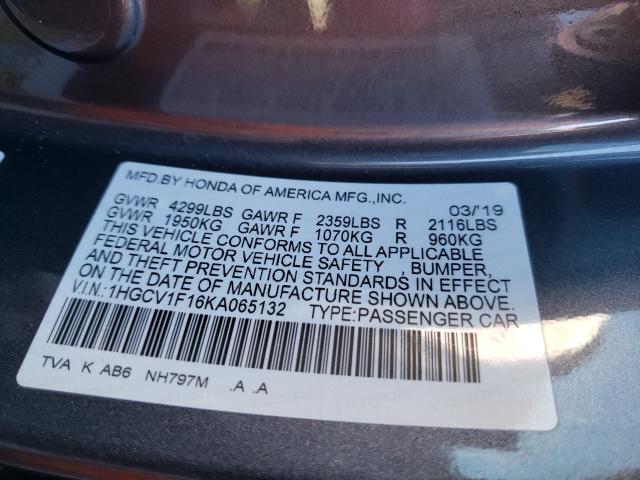 MFD.BY HONDA OF AMERICA MFG.,INC. 03/'19
GVWR 4299LBS GAWR F 2359LBS R 2116LBS
GVWR 1950KG GAWR F 1070KG R 960KG
THIS VEHICLE CONFORMS TO ALL APPLICABLE
FEDERAL MOTOR VEHICLE SAFETY , BUMPER,
AND THEFT PREVENTION STANDARDS IN EFFECT
ON THE DATE OF MANUFACTURE SHOWN ABOVE.
V.I.N.:1HGCV1F16KA065132 TYPE:PASSENGER CAR
TVA K AB6 NH797M .A .A